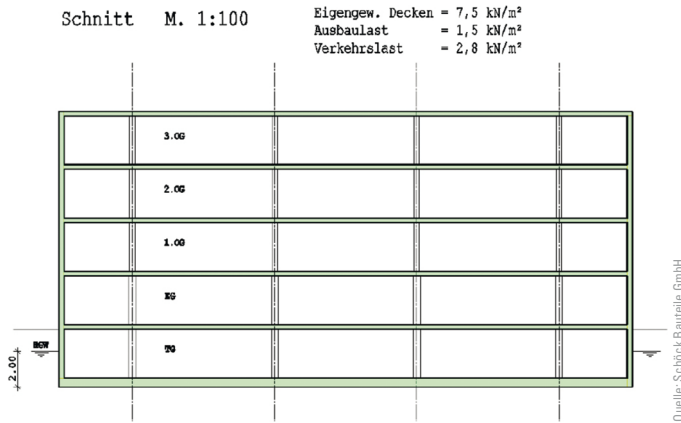 Schnitt M. 1:100
Eigengew. Decken = 7,5 kN/m²
Ausbaulast = 1,5 kN/m²
Verkehrslast = 2,8 kN/m²
3.OG
2.OG
1.OG
EG
TG
HGW
2.00
Quelle: Schöck Bauteile GmbH